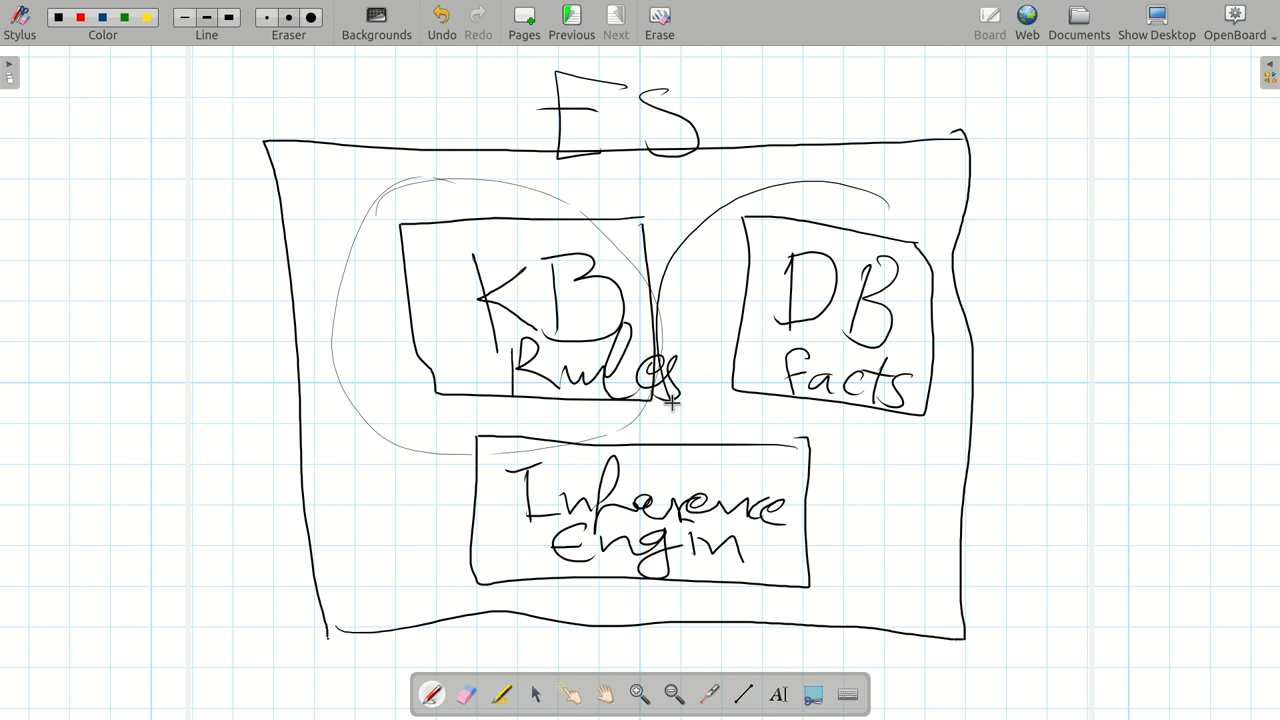 Stylus Color Line Eraser Backgrounds Undo Redo Pages Previous Next Erase Board Web Documents Show Desktop OpenBoard
ES
KB DB
Rules facts
Inference
Engin
AI